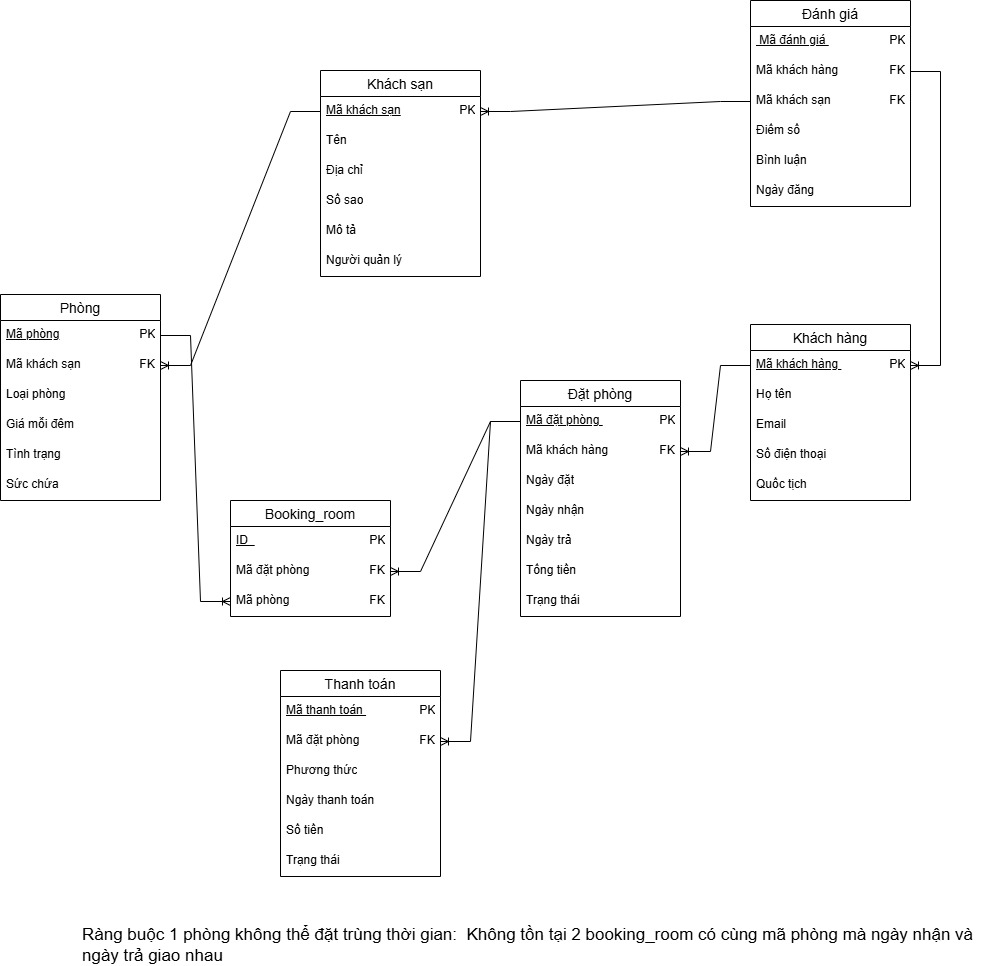 Đánh giá
Mã đánh giá PK
Mã khách hàng FK
Mã khách sạn FK
Điểm số
Bình luận
Ngày đăng
Khách sạn
Mã khách sạn PK
Tên
Địa chỉ
Số sao
Mô tả
Người quản lý
Phòng
Mã phòng PK
Mã khách sạn FK
Loại phòng
Giá mỗi đêm
Tình trạng
Sức chứa
Khách hàng
Mã khách hàng PK
Họ tên
Email
Số điện thoại
Quốc tịch
Đặt phòng
Mã đặt phòng PK
Mã khách hàng FK
Ngày đặt
Ngày nhận
Ngày trả
Tổng tiền
Trạng thái
Booking_room
ID PK
Mã đặt phòng FK
Mã phòng FK
Thanh toán
Mã thanh toán PK
Mã đặt phòng FK
Phương thức
Ngày thanh toán
Số tiền
Trạng thái
Ràng buộc 1 phòng không thể đặt trùng thời gian: Không tồn tại 2 booking_room có cùng mã phòng mà ngày nhận và
ngày trả giao nhau